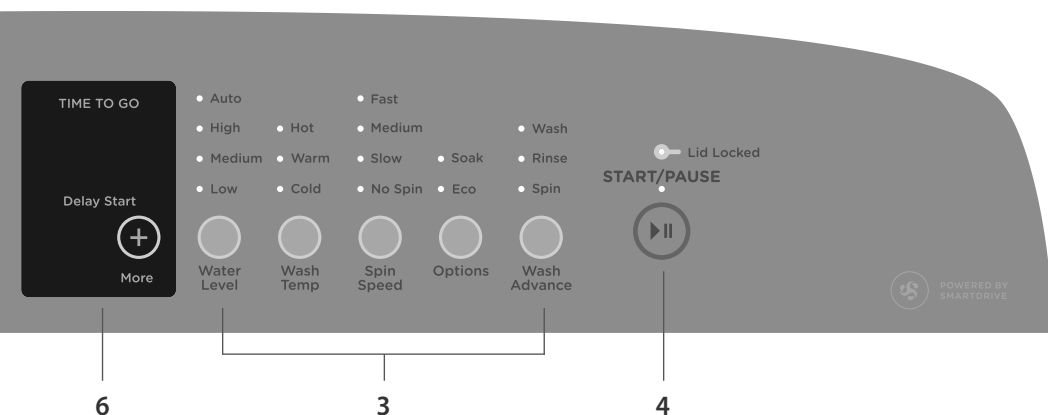 TIME TO GO
Delay Start
More
Auto
High
Medium
Low
Water
Level
Hot
Warm
Cold
Wash
Temp
Fast
Medium
Slow
No Spin
Spin
Speed
Soak
Eco
Options
Wash
Rinse
Spin
Wash
Advance
Lid Locked
START/PAUSE
POWERED BY
SMARTDRIVE
6
3
4